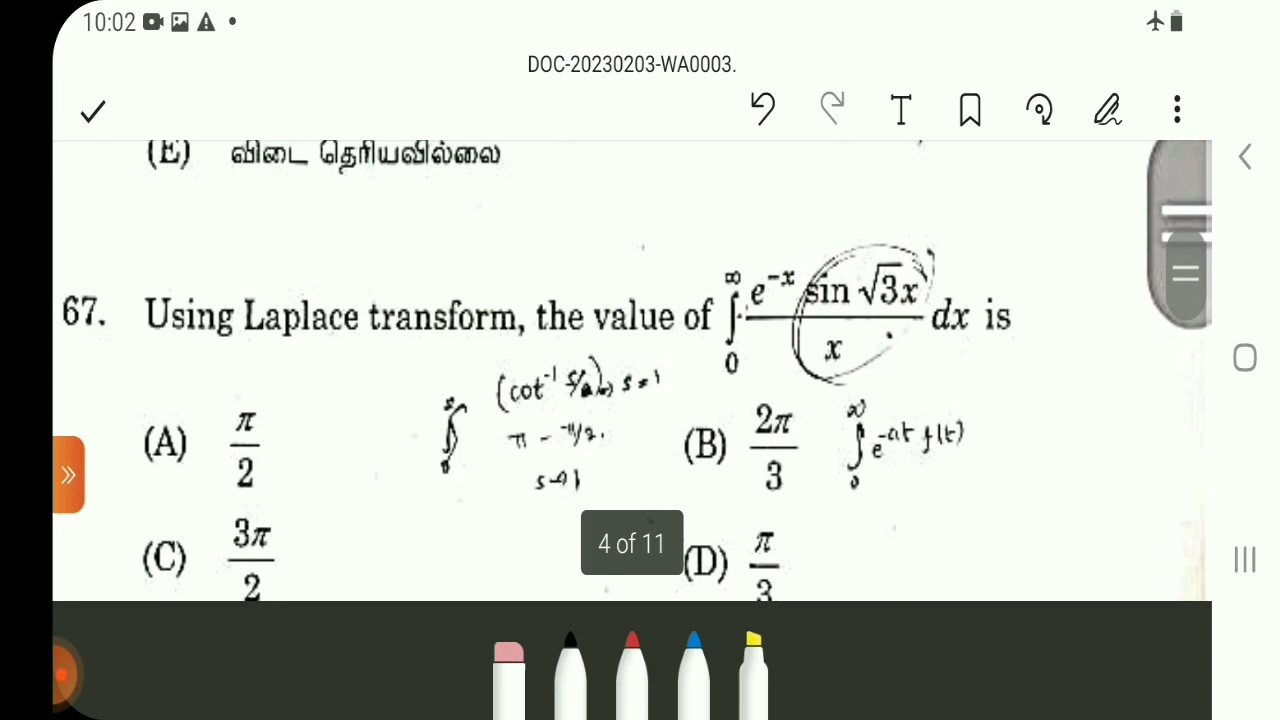 10:02
DOC-20230203-WA0003.
(E) விடை தெரியவில்லை
67. Using Laplace transform, the value of ∫₀^∞ e^{-x} sin √3x / x dx is
(cot⁻¹ s/a) s=1
π - π/2.
s→1
(A) π/2
(B) 2π/3
∫₀^∞ e^{-at} f(t)
(C) 3π/2
(D) π/3
4 of 11